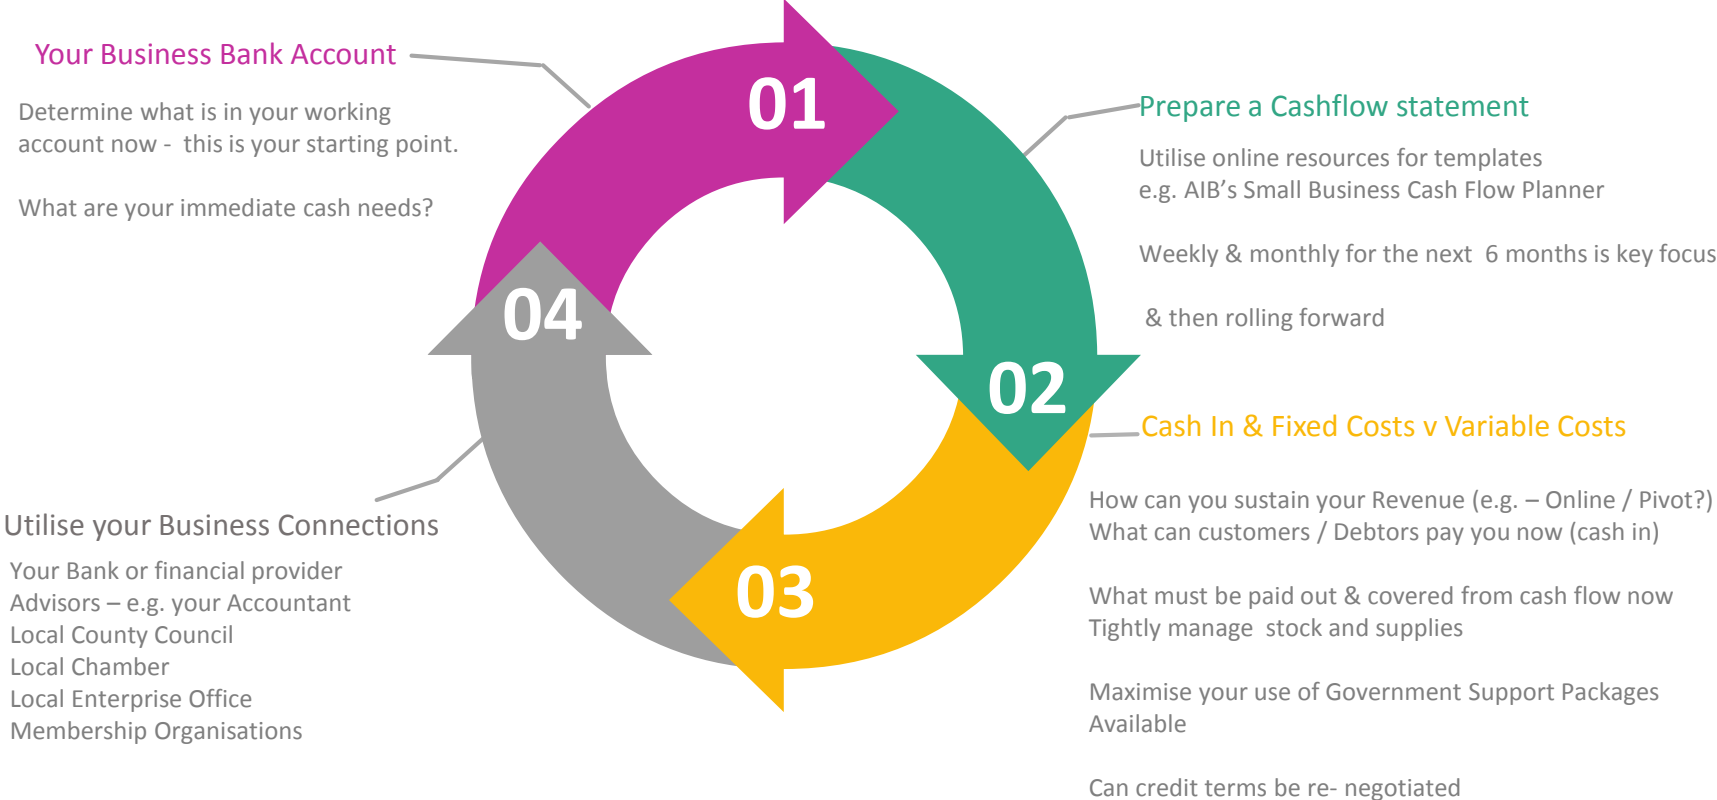 01
Your Business Bank Account
Determine what is in your working
account now - this is your starting point.
What are your immediate cash needs?
02
Prepare a Cashflow statement
Utilise online resources for templates
e.g. AIB's Small Business Cash Flow Planner
Weekly & monthly for the next 6 months is key focus
& then rolling forward
03
Cash In & Fixed Costs v Variable Costs
How can you sustain your Revenue (e.g. – Online / Pivot?)
What can customers / Debtors pay you now (cash in)
What must be paid out & covered from cash flow now
Tightly manage stock and supplies
Maximise your use of Government Support Packages
Available
Can credit terms be re- negotiated
04
Utilise your Business Connections
Your Bank or financial provider
Advisors – e.g. your Accountant
Local County Council
Local Chamber
Local Enterprise Office
Membership Organisations